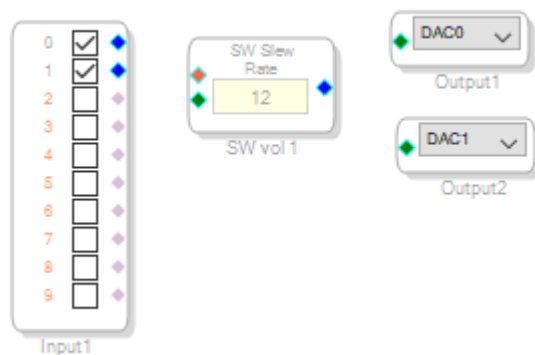 0
1
2
3
4
5
6
7
8
9
Input1
SW Slew
Rate
12
SW vol 1
DAC0
Output1
DAC1
Output2